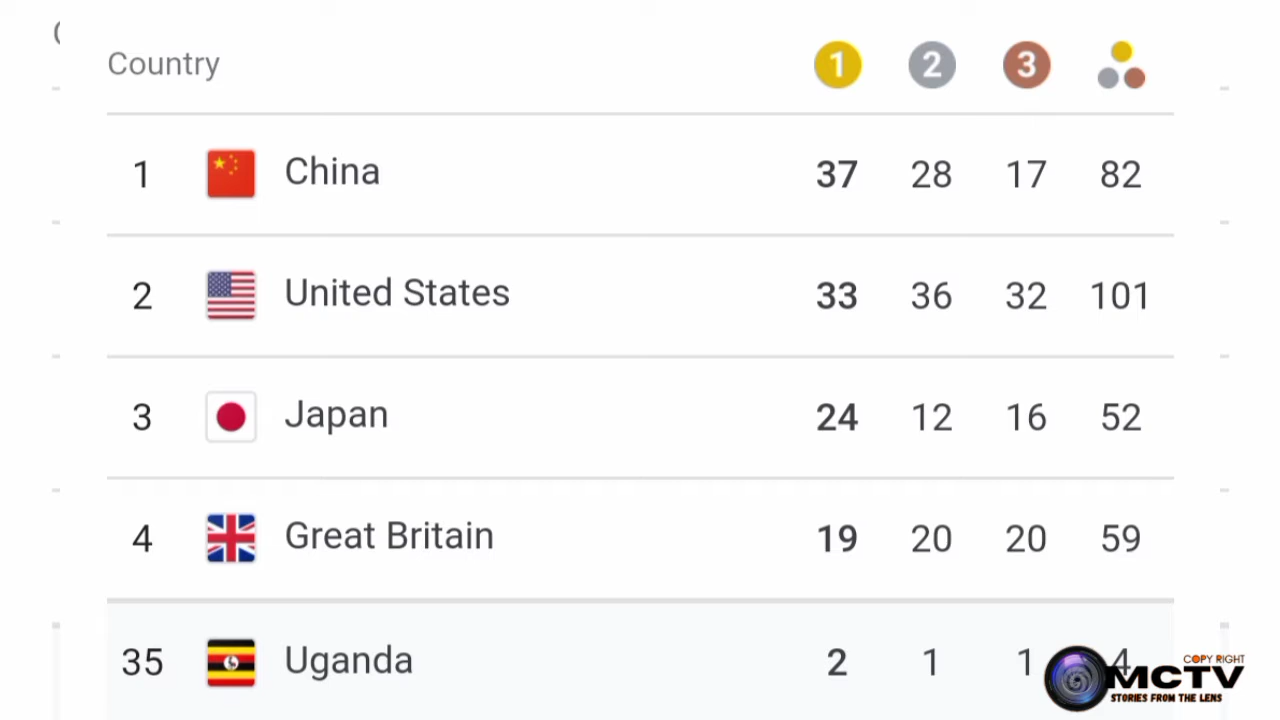 Country 1 2 3
1 China 37 28 17 82
2 United States 33 36 32 101
3 Japan 24 12 16 52
4 Great Britain 19 20 20 59
35 Uganda 2 1 1 4
COPY RIGHT
MCTV
STORIES FROM THE LENS